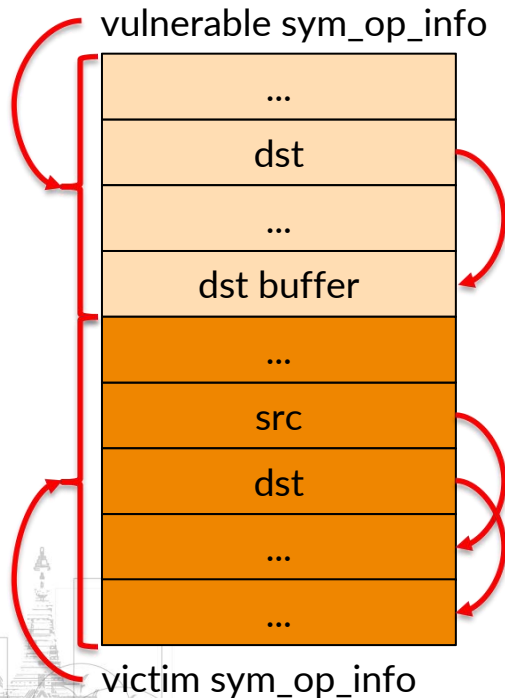 vulnerable sym_op_info
...
dst
...
dst buffer
...
src
dst
...
...
victim sym_op_info